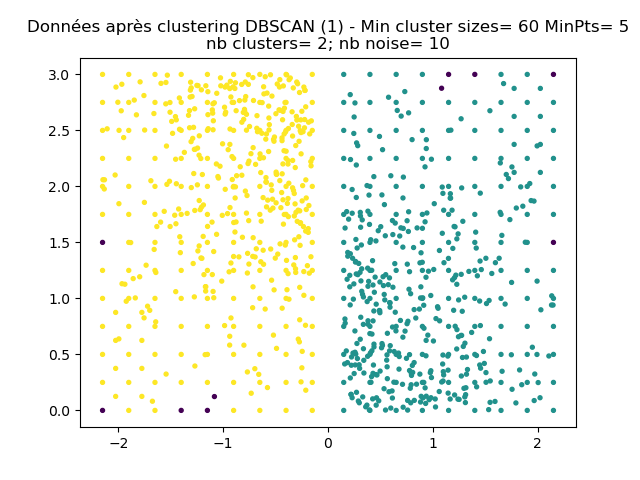 Données après clustering DBSCAN (1) - Min cluster sizes= 60 MinPts= 5
nb clusters= 2; nb noise= 10
3.0
2.5
2.0
1.5
1.0
0.5
0.0
−2 −1 0 1 2